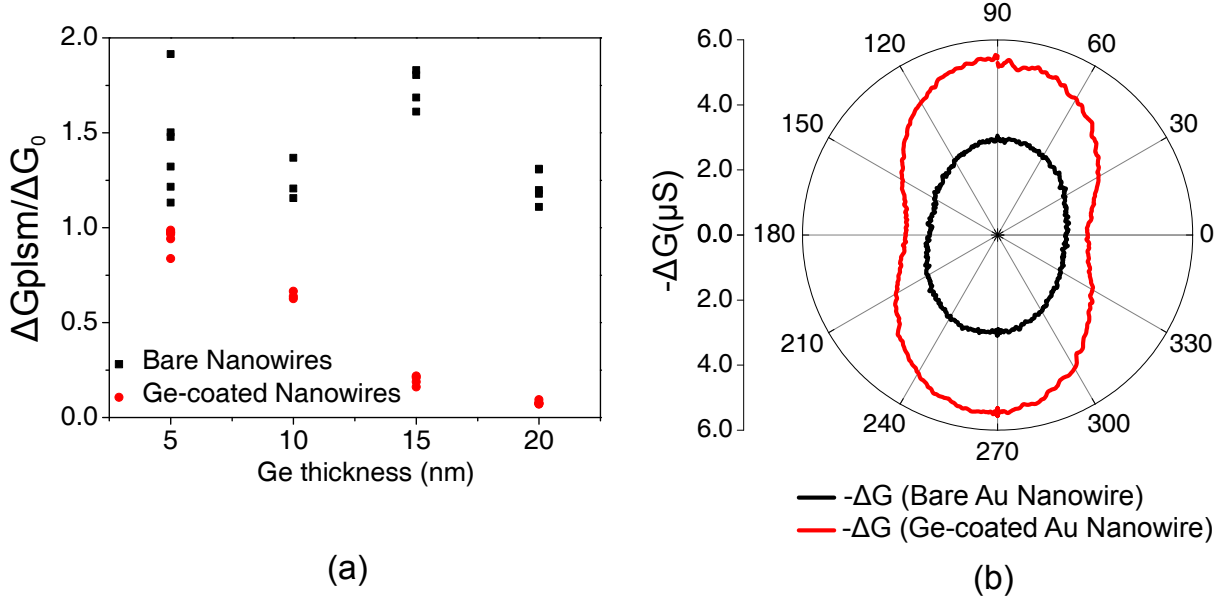 2.0
1.5
1.0
0.5
0.0
ΔGplsm/ΔG₀
Bare Nanowires
Ge-coated Nanowires
5 10 15 20
Ge thickness (nm)
(a)
6.0
4.0
2.0
0.0
2.0
4.0
6.0
-ΔG(μS)
90
120 60
150 30
180 0
210 330
240 300
270
-ΔG (Bare Au Nanowire)
-ΔG (Ge-coated Au Nanowire)
(b)